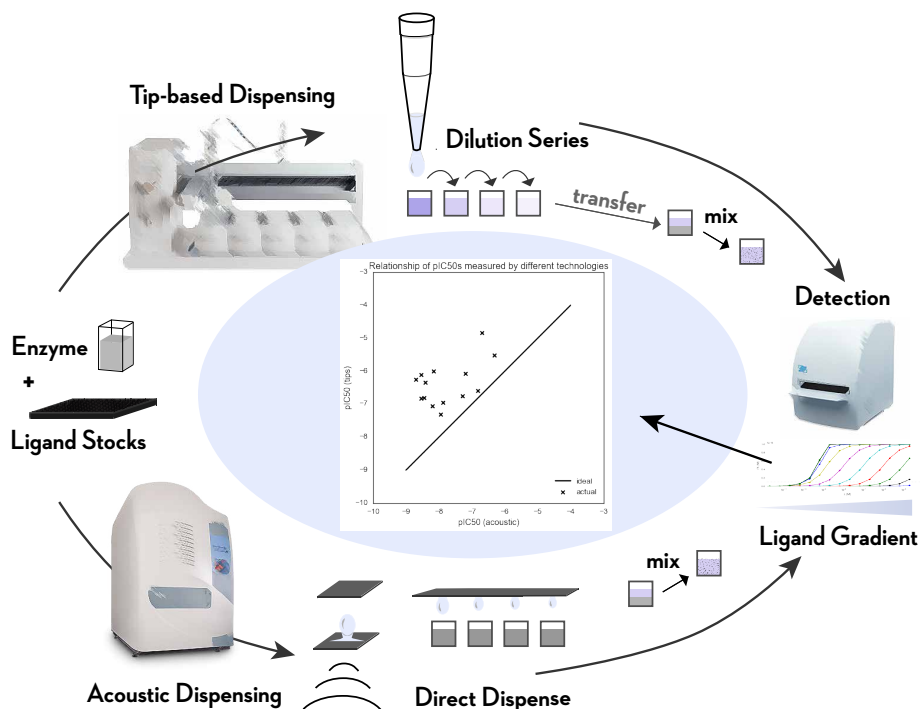 Tip-based Dispensing
Dilution Series
transfer
mix
Detection
Enzyme
+
Ligand Stocks
Relationship of pIC50s measured by different technologies
−3
−4
−5
−6
−7
−8
−9
−10
pIC50 (tips)
−10
−9
−8
−7
−6
−5
−4
−3
pIC50 (acoustic)
ideal
actual
Ligand Gradient
mix
Acoustic Dispensing
Direct Dispense